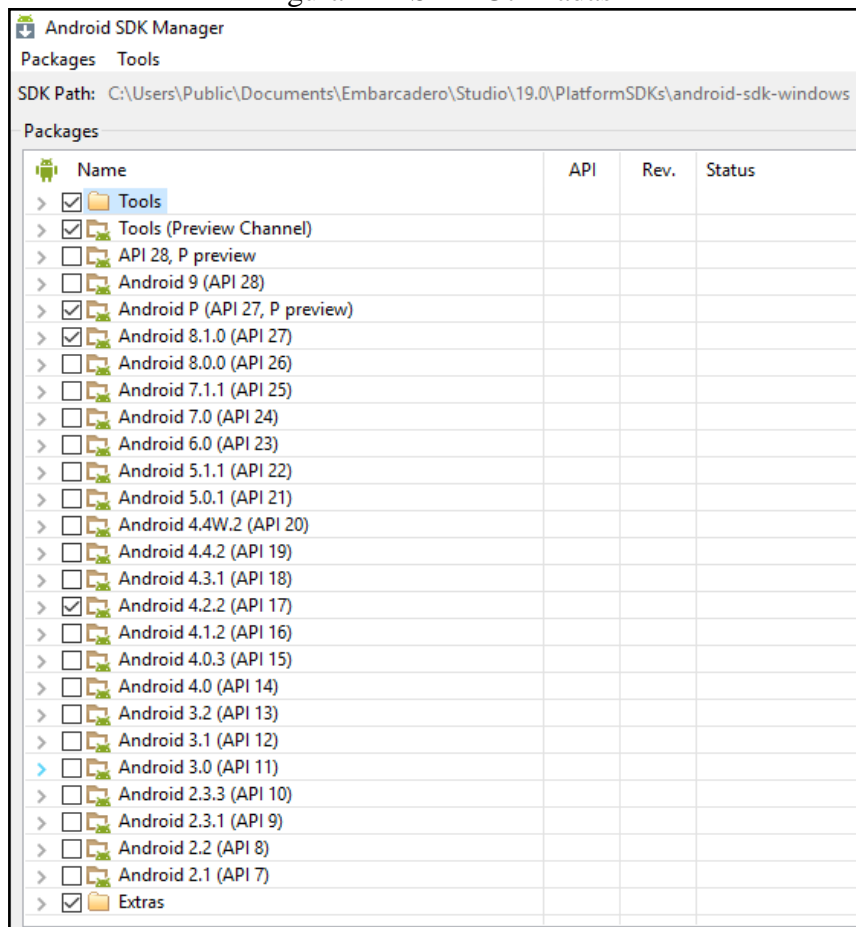 Android SDK Manager
Packages Tools
SDK Path: C:\Users\Public\Documents\Embarcadero\Studio\19.0\PlatformSDKs\android-sdk-windows
Packages
Name API Rev. Status
Tools
Tools (Preview Channel)
API 28, P preview
Android 9 (API 28)
Android P (API 27, P preview)
Android 8.1.0 (API 27)
Android 8.0.0 (API 26)
Android 7.1.1 (API 25)
Android 7.0 (API 24)
Android 6.0 (API 23)
Android 5.1.1 (API 22)
Android 5.0.1 (API 21)
Android 4.4W.2 (API 20)
Android 4.4.2 (API 19)
Android 4.3.1 (API 18)
Android 4.2.2 (API 17)
Android 4.1.2 (API 16)
Android 4.0.3 (API 15)
Android 4.0 (API 14)
Android 3.2 (API 13)
Android 3.1 (API 12)
Android 3.0 (API 11)
Android 2.3.3 (API 10)
Android 2.3.1 (API 9)
Android 2.2 (API 8)
Android 2.1 (API 7)
Extras